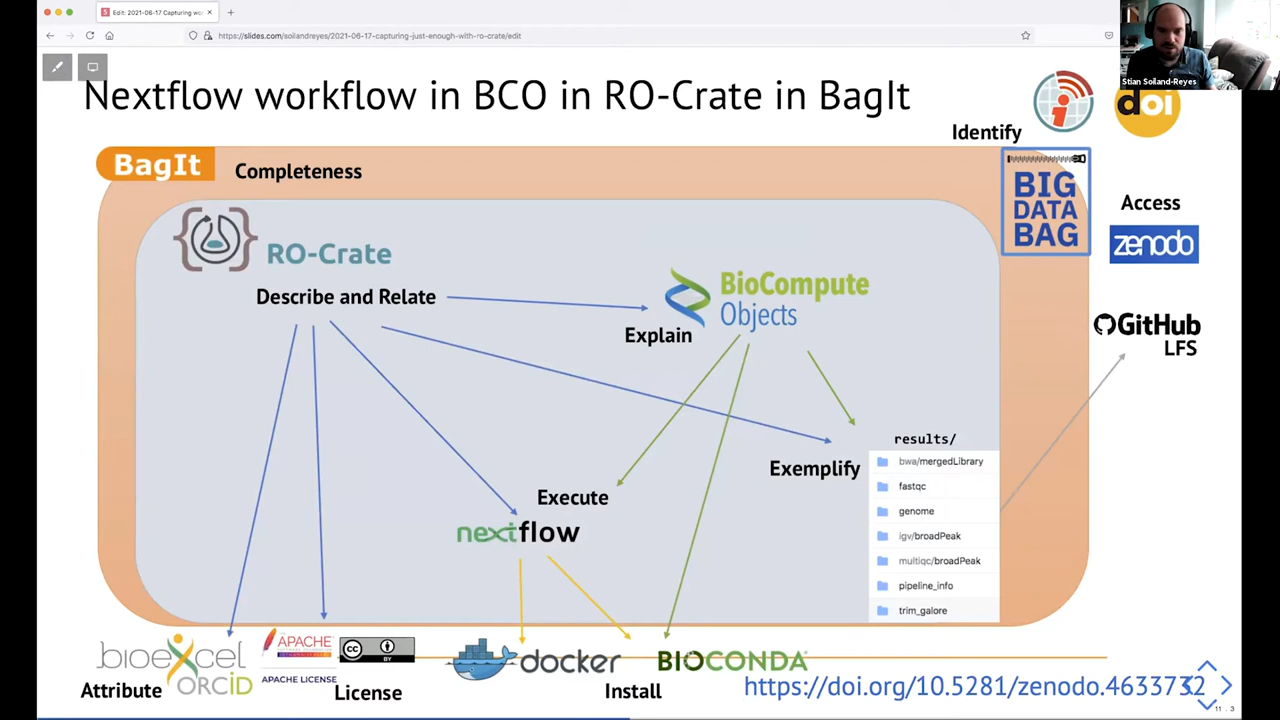 Edit: 2021-06-17 Capturing wo
https://slides.com/soilandreyes/2021-06-17-capturing-just-enough-with-ro-crate/edit
Stian Soiland-Reyes
Nextflow workflow in BCO in RO-Crate in BagIt
Identify
doi
BagIt
Completeness
BIG
DATA
BAG
Access
zenodo
RO-Crate
Describe and Relate
BioCompute
Objects
Explain
GitHub
LFS
results/
Exemplify
bwa/mergedLibrary
fastqc
genome
igv/broadPeak
multiqc/broadPeak
pipeline_info
trim_galore
Execute
nextflow
bioexcel
ORCID
Attribute
APACHE
APACHE LICENSE
CC
BY
License
docker
BIOCONDA
Install
https://doi.org/10.5281/zenodo.4633732
11.3